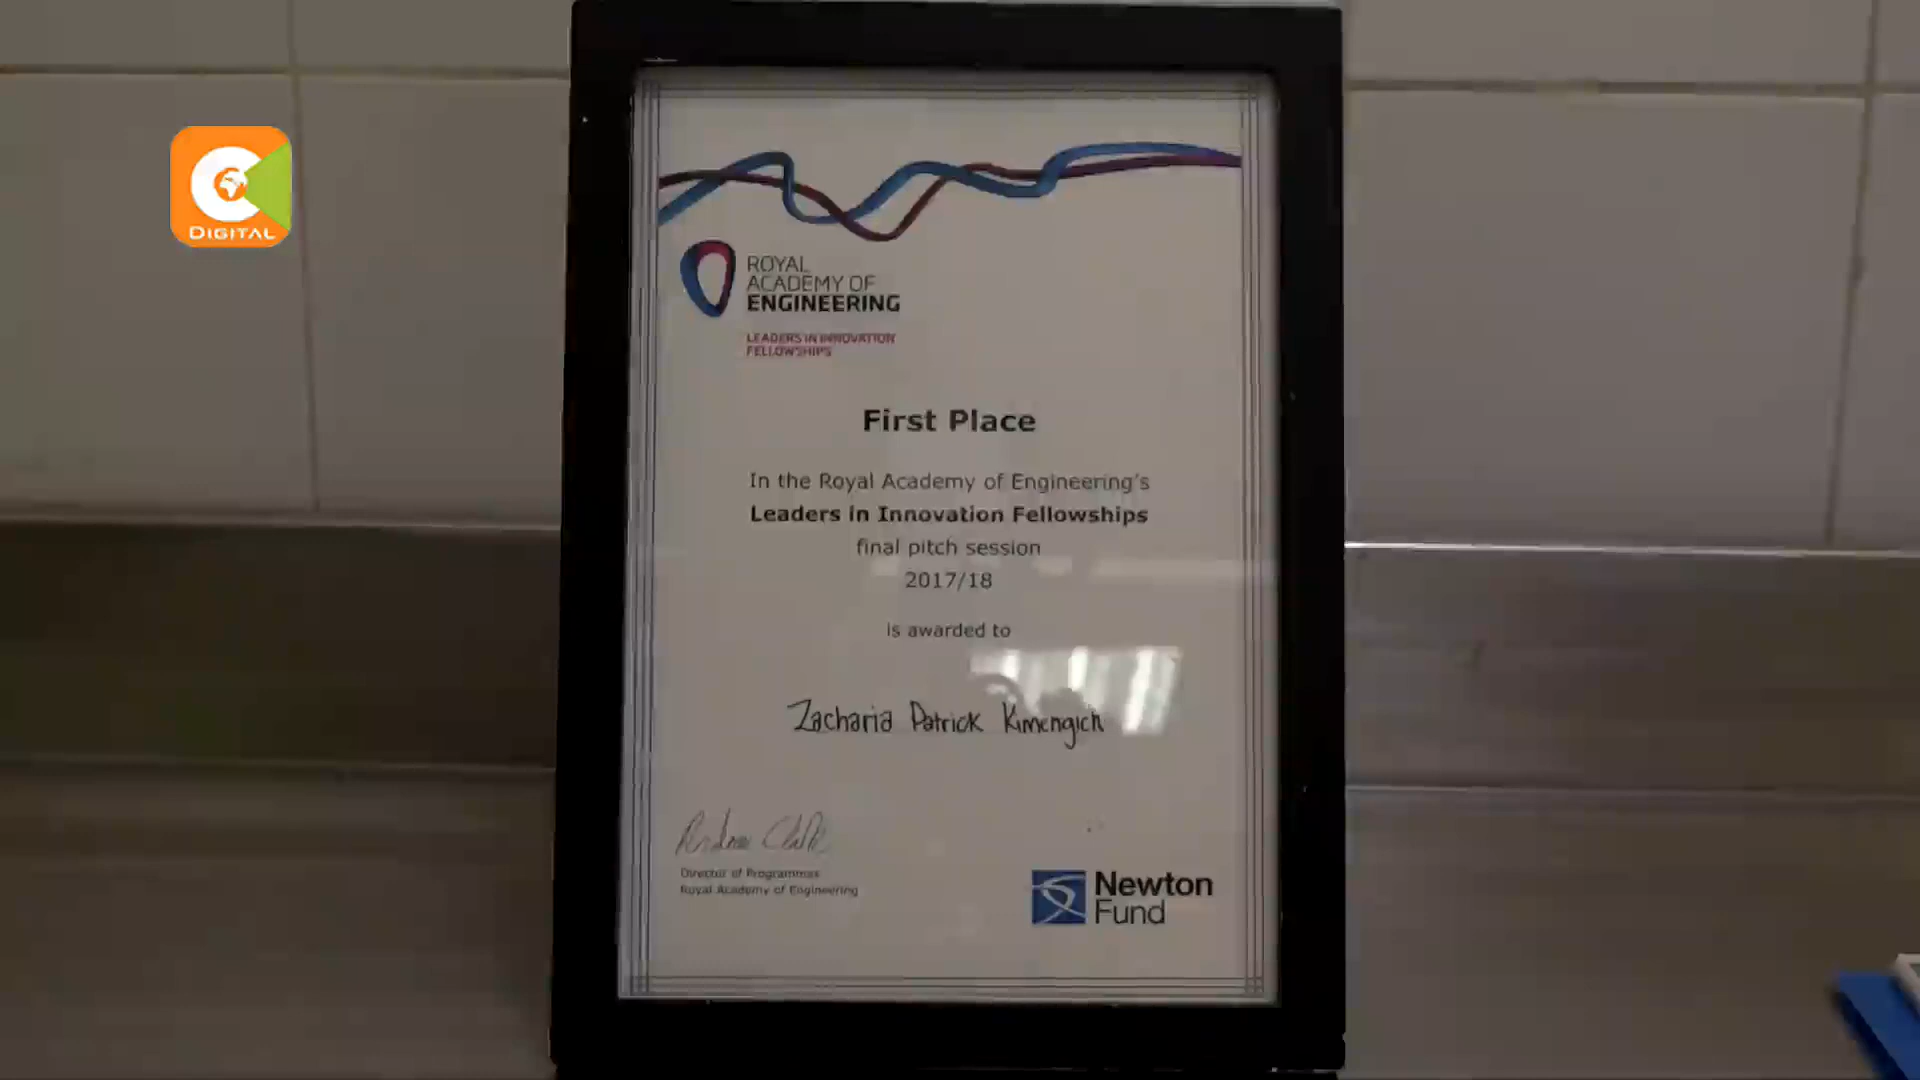 DIGITAL
ROYAL
ACADEMY OF
ENGINEERING
LEADERS IN INNOVATION
FELLOWSHIPS
First Place
In the Royal Academy of Engineering's
Leaders in Innovation Fellowships
final pitch session
2017/18
is awarded to
Zacharia Patrick Kimengich
Director of Programmes
Royal Academy of Engineering
Newton
Fund